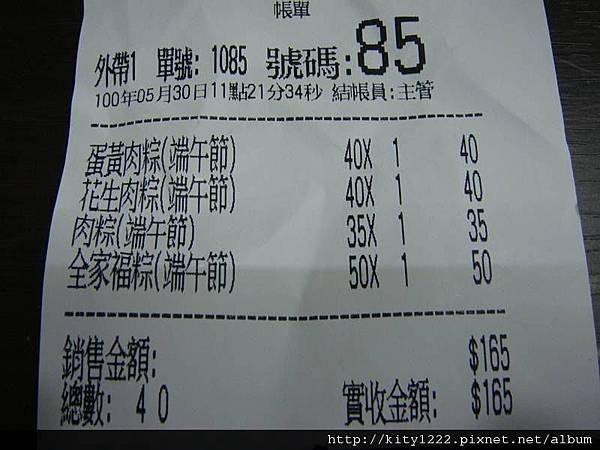 帳單
外帶1 單號: 1085 號碼:85
100年05月30日11點21分34秒 結帳員:主管
蛋黃肉粽(端午節) 40X 1 40
花生肉粽(端午節) 40X 1 40
肉粽(端午節) 35X 1 35
全家福粽(端午節) 50X 1 50
銷售金額: $165
總數: 4 0 實收金額: $165
http://kity1222.pixnet.net/album